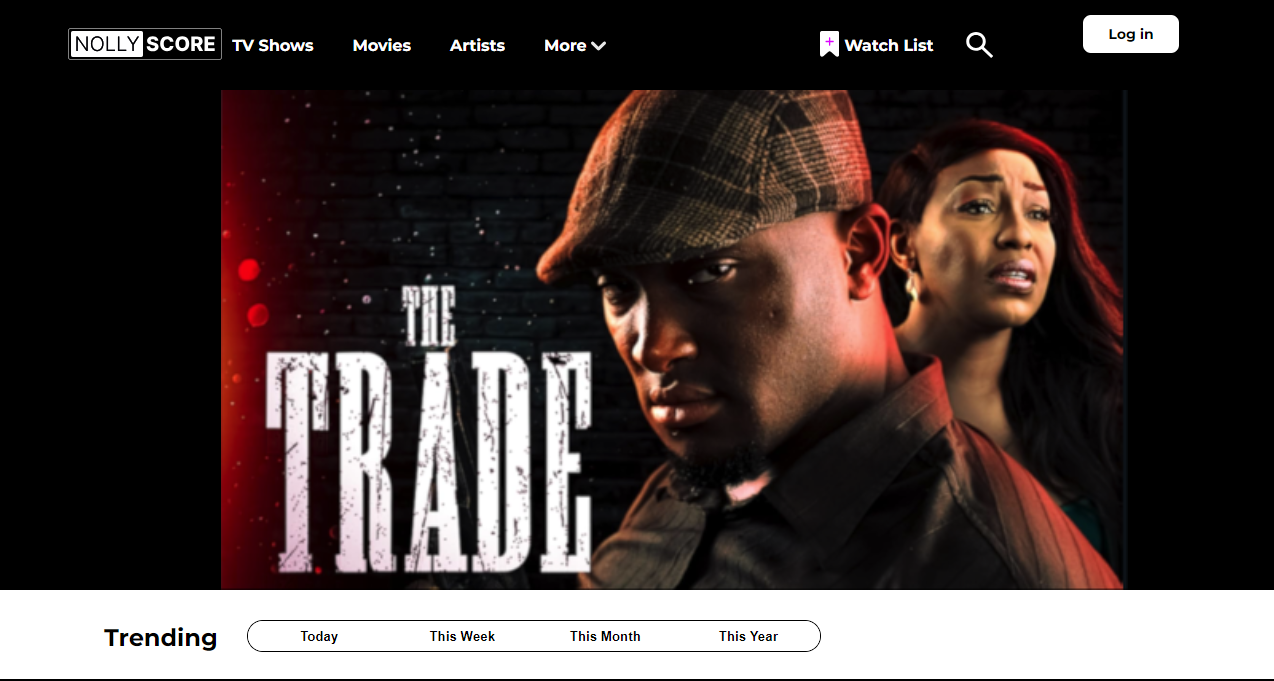 NOLLY SCORE TV Shows Movies Artists More Watch List Log in
THE
TRADE
Trending Today This Week This Month This Year